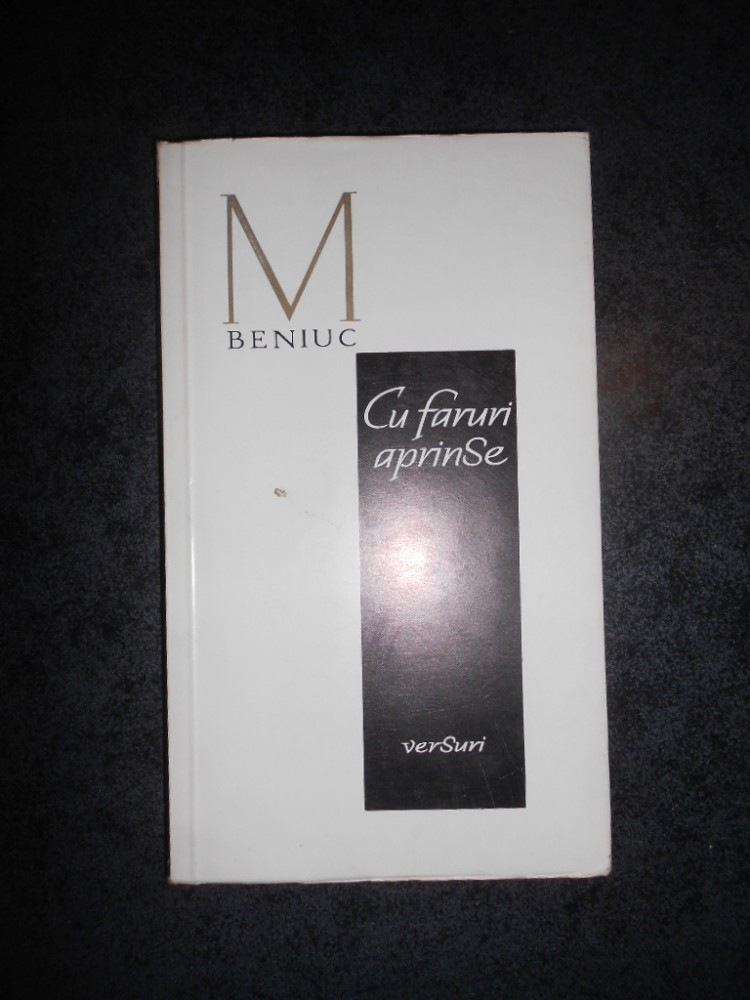 M
BENIUC
Cu faruri
aprinSe
verSuri